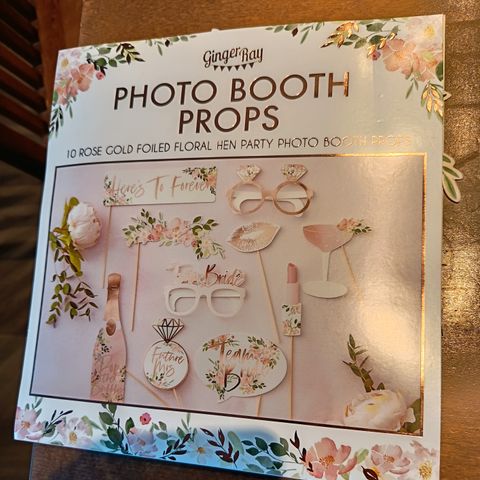 Ginger Ray
PHOTO BOOTH
PROPS
10 ROSE GOLD FOILED FLORAL HEN PARTY PHOTO BOOTH PROPS
Here's To Forever
Bride
Future
Mrs
Team